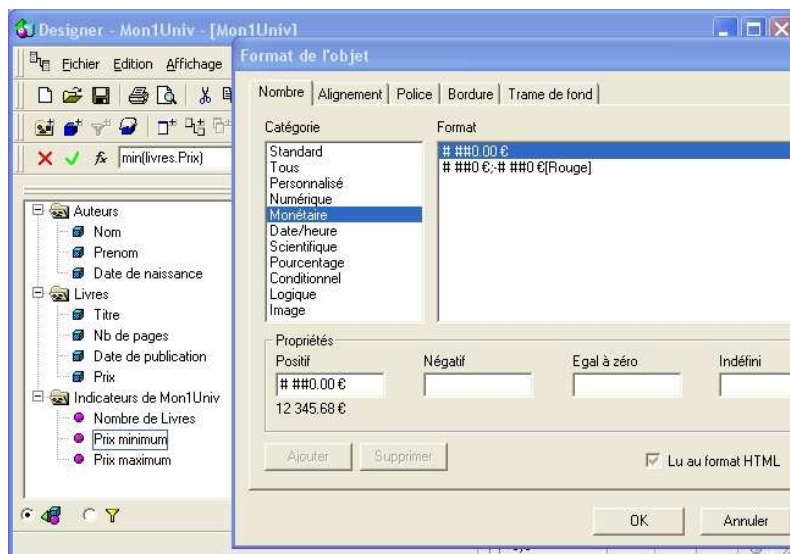 Designer - Mon1Univ - [Mon1Univ]
Fichier Edition Affichage
min(livres.Prix)
Auteurs
Nom
Prenom
Date de naissance
Livres
Titre
Nb de pages
Date de publication
Prix
Indicateurs de Mon1Univ
Nombre de Livres
Prix minimum
Prix maximum
Format de l'objet
Nombre Alignement Police Bordure Trame de fond
Catégorie Format
Standard
Tous
Personnalisé
Numérique
Monétaire
Date/heure
Scientifique
Pourcentage
Conditionnel
Logique
Image
# ##0.00 €
# ##0 €;-# ##0 €[Rouge]
Propriétés
Positif Négatif Egal à zéro Indéfini
# ##0.00 €
12 345.68 €
Ajouter Supprimer Lu au format HTML
OK Annuler